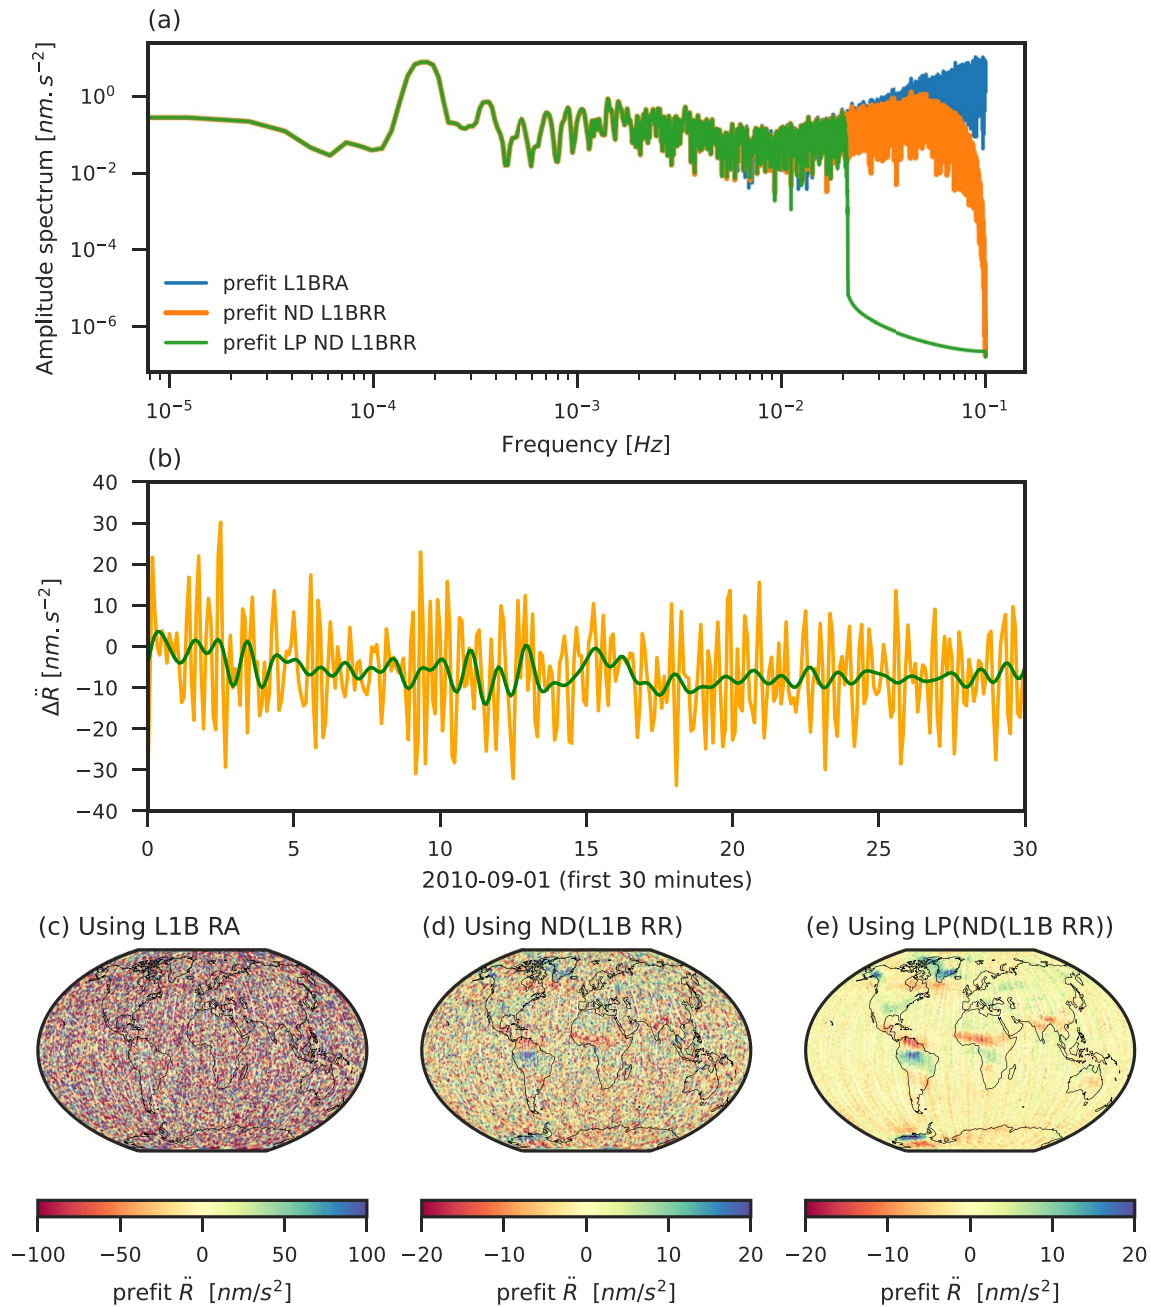 (a)
Amplitude spectrum [nm.s⁻²]
10⁰
10⁻²
10⁻⁴
10⁻⁶
prefit L1BRA
prefit ND L1BRR
prefit LP ND L1BRR
10⁻⁵ 10⁻⁴ 10⁻³ 10⁻² 10⁻¹
Frequency [Hz]
(b)
ΔR̈ [nm.s⁻²]
40
30
20
10
0
−10
−20
−30
−40
0 5 10 15 20 25 30
2010-09-01 (first 30 minutes)
(c) Using L1B RA (d) Using ND(L1B RR) (e) Using LP(ND(L1B RR))
−100 −50 0 50 100 −20 −10 0 10 20 −20 −10 0 10 20
prefit R̈ [nm/s²] prefit R̈ [nm/s²] prefit R̈ [nm/s²]